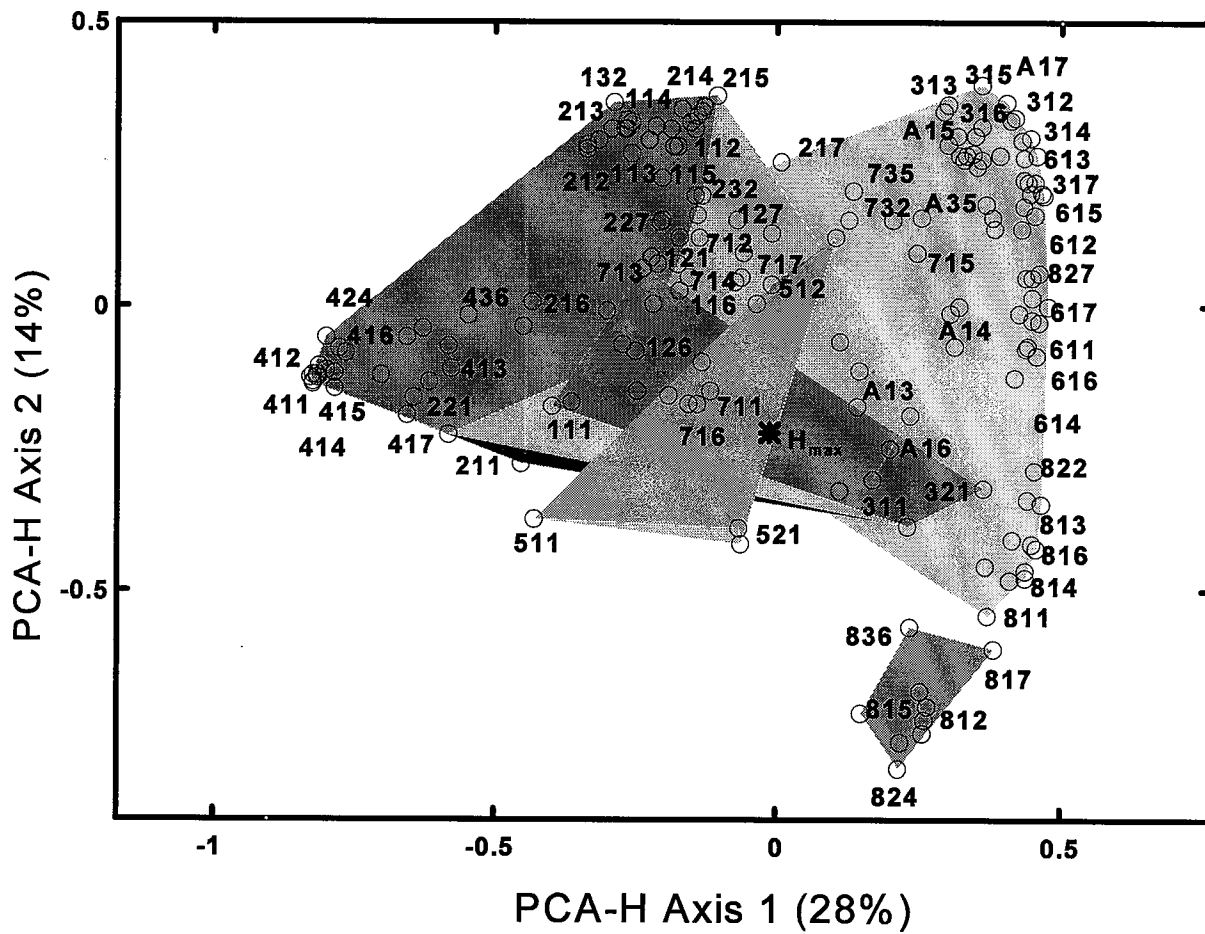 0.5
132 214 215 315 A17
213 114 313 316 312
A15 314
112 217 613
212 113 115 735 317
232 A35 615
227 127 732
712 612
121 715 827
713 714 717
512
424 436 216 116 617
0
416 A14
412 126 611
413
411 A13 616
415 221 111 711
614
414 417 716 Hmax A16
211 822
311 321
511 521 813
816
-0.5
814
811
836
817
815 812
824
-1 -0.5 0 0.5
PCA-H Axis 1 (28%)
PCA-H Axis 2 (14%)